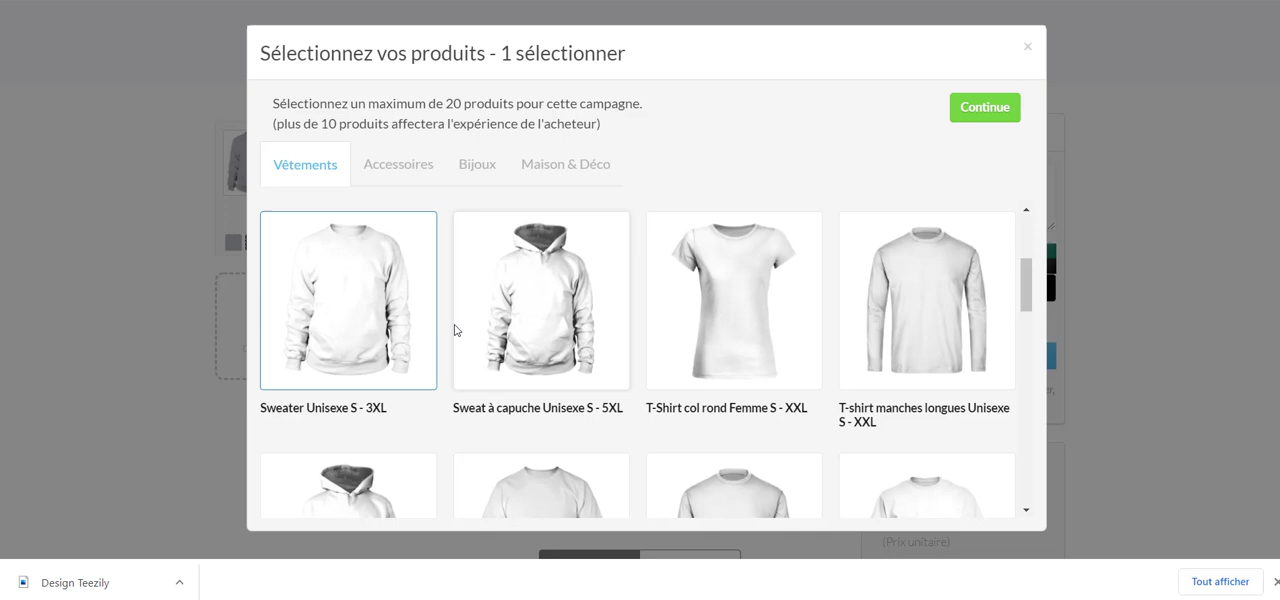 Sélectionnez vos produits - 1 sélectionner
×
Sélectionnez un maximum de 20 produits pour cette campagne.
(plus de 10 produits affectera l'expérience de l'acheteur)
Continue
Vêtements
Accessoires
Bijoux
Maison & Déco
Sweater Unisexe S - 3XL
Sweat à capuche Unisexe S - 5XL
T-Shirt col rond Femme S - XXL
T-shirt manches longues Unisexe
S - XXL
(Prix unitaire)
Design Teezily
Tout afficher